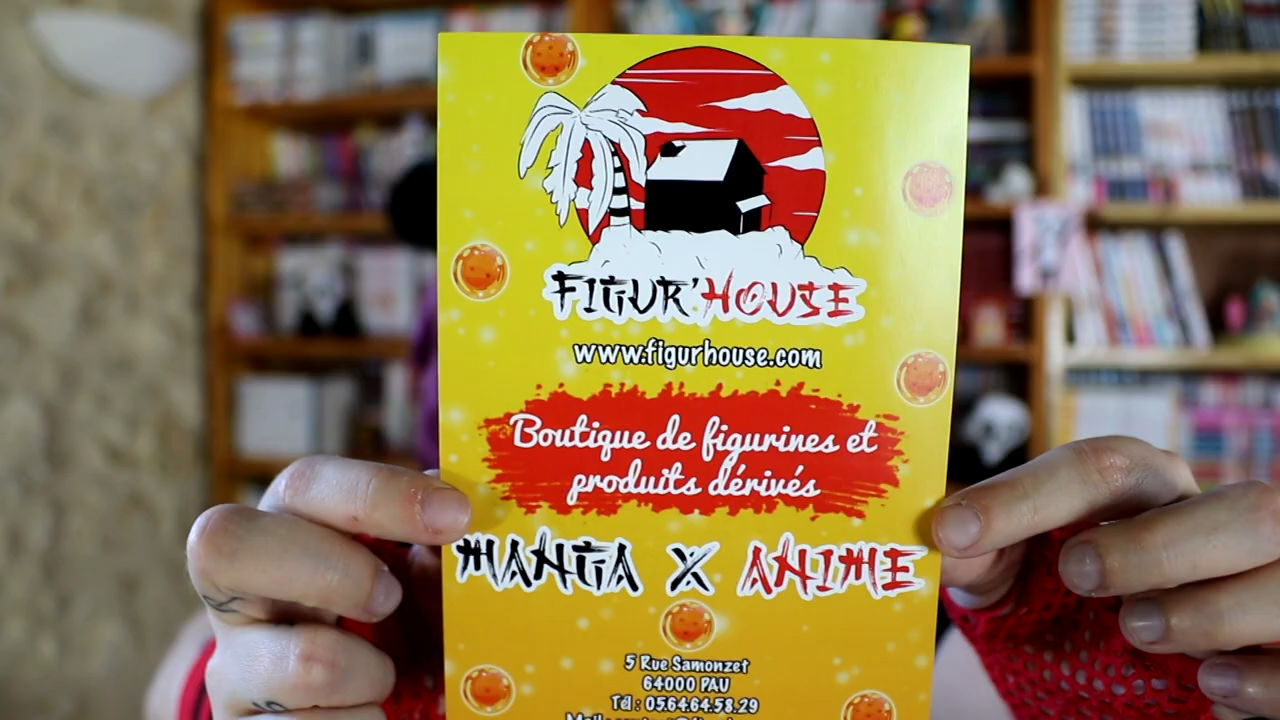 FIGUR'HOUSE
www.figurhouse.com
Boutique de figurines et
produits dérivés
MANGA X ANIME
5 Rue Samonzet
64000 PAU
Tél : 05.64.64.58.29